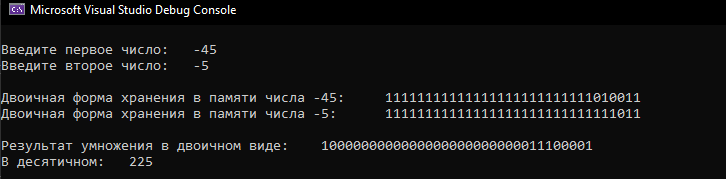 Microsoft Visual Studio Debug Console
Введите первое число: -45
Введите второе число: -5
Двоичная форма хранения в памяти числа -45: 11111111111111111111111111010011
Двоичная форма хранения в памяти числа -5: 11111111111111111111111111111011
Результат умножения в двоичном виде: 1000000000000000000000000011100001
В десятичном: 225